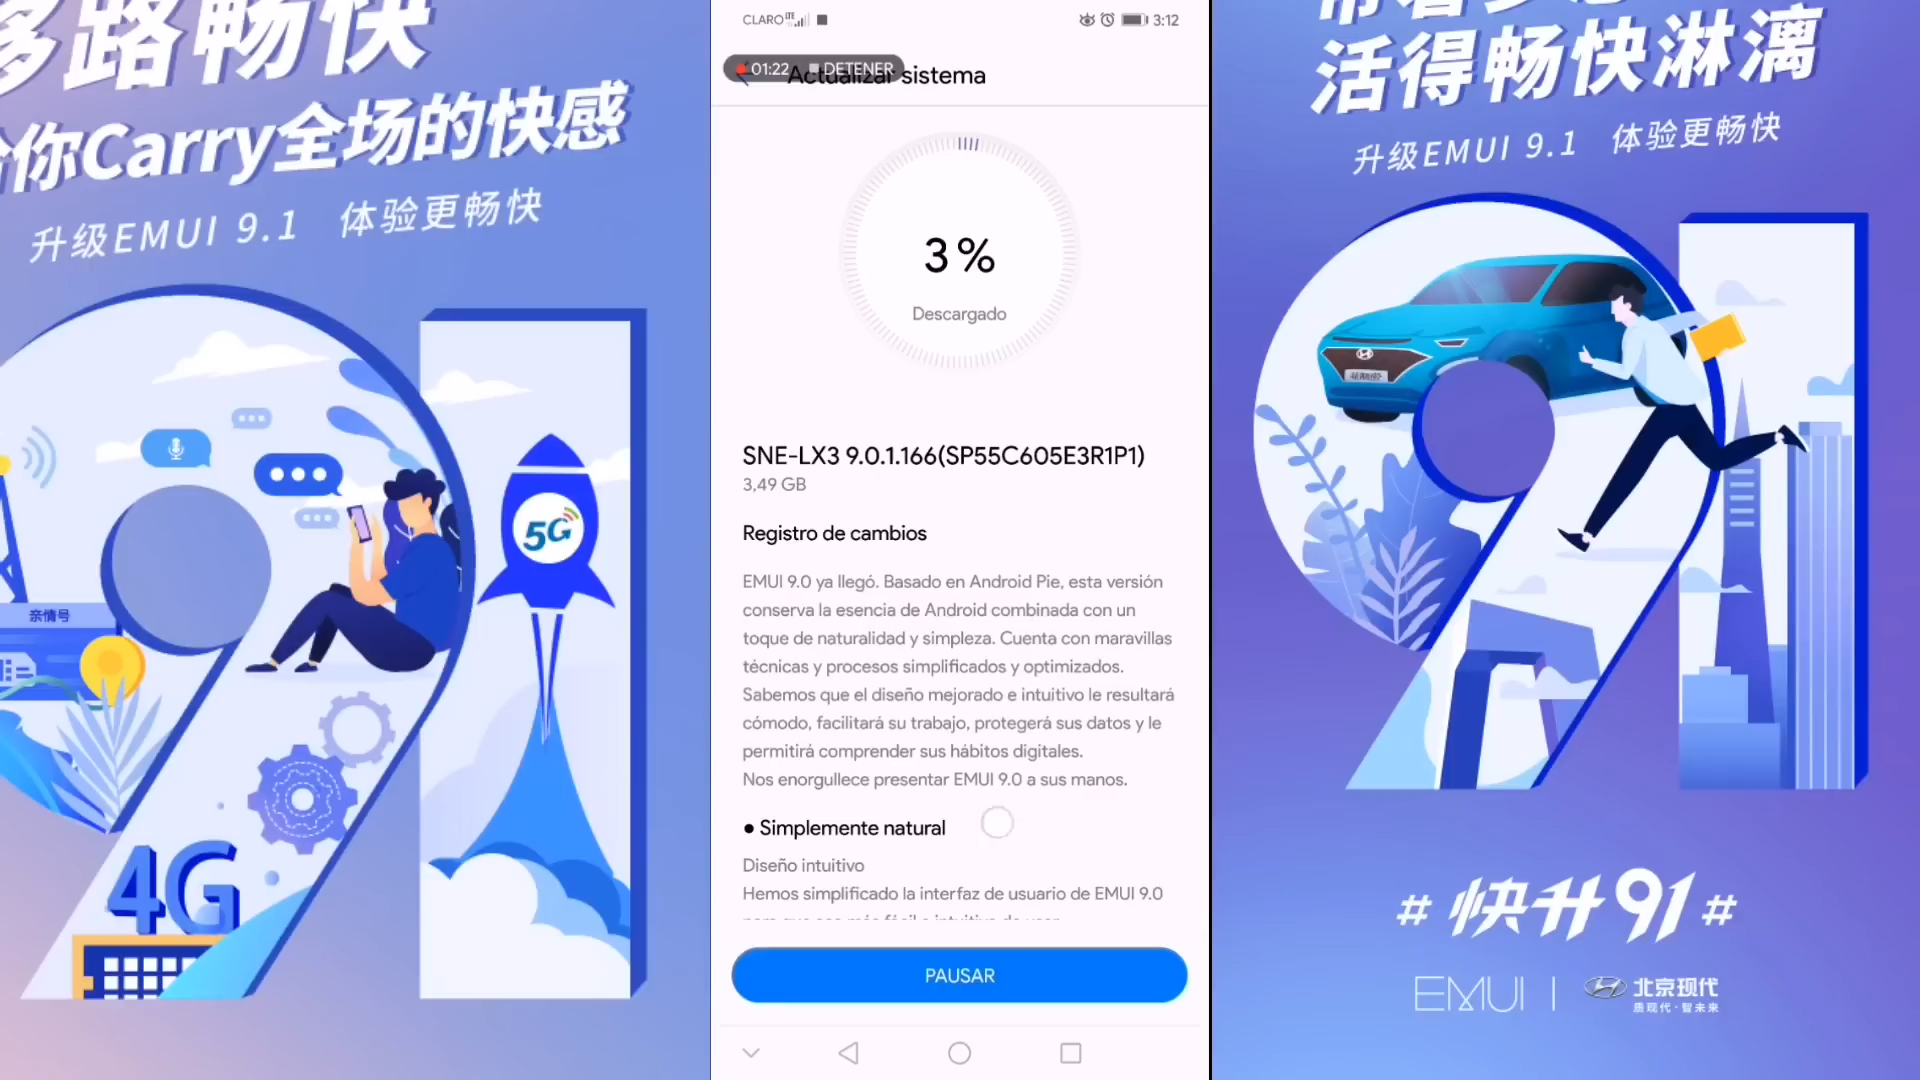 路畅快
你Carry全场的快感
升级EMUI 9.1 体验更畅快
亲情号
5G
4G
CLARO LTE 3:12
01:22 DETENER
Actualizar sistema
3 %
Descargado
SNE-LX3 9.0.1.166(SP55C605E3R1P1)
3,49 GB
Registro de cambios
EMUI 9.0 ya llegó. Basado en Android Pie, esta versión
conserva la esencia de Android combinada con un
toque de naturalidad y simpleza. Cuenta con maravillas
técnicas y procesos simplificados y optimizados.
Sabemos que el diseño mejorado e intuitivo le resultará
cómodo, facilitará su trabajo, protegerá sus datos y le
permitirá comprender sus hábitos digitales.
Nos enorgullece presentar EMUI 9.0 a sus manos.
● Simplemente natural
Diseño intuitivo
Hemos simplificado la interfaz de usuario de EMUI 9.0
PAUSAR
活得畅快淋漓
升级EMUI 9.1 体验更畅快
91
#快升91#
EMUI | 北京现代
质现代·智未来